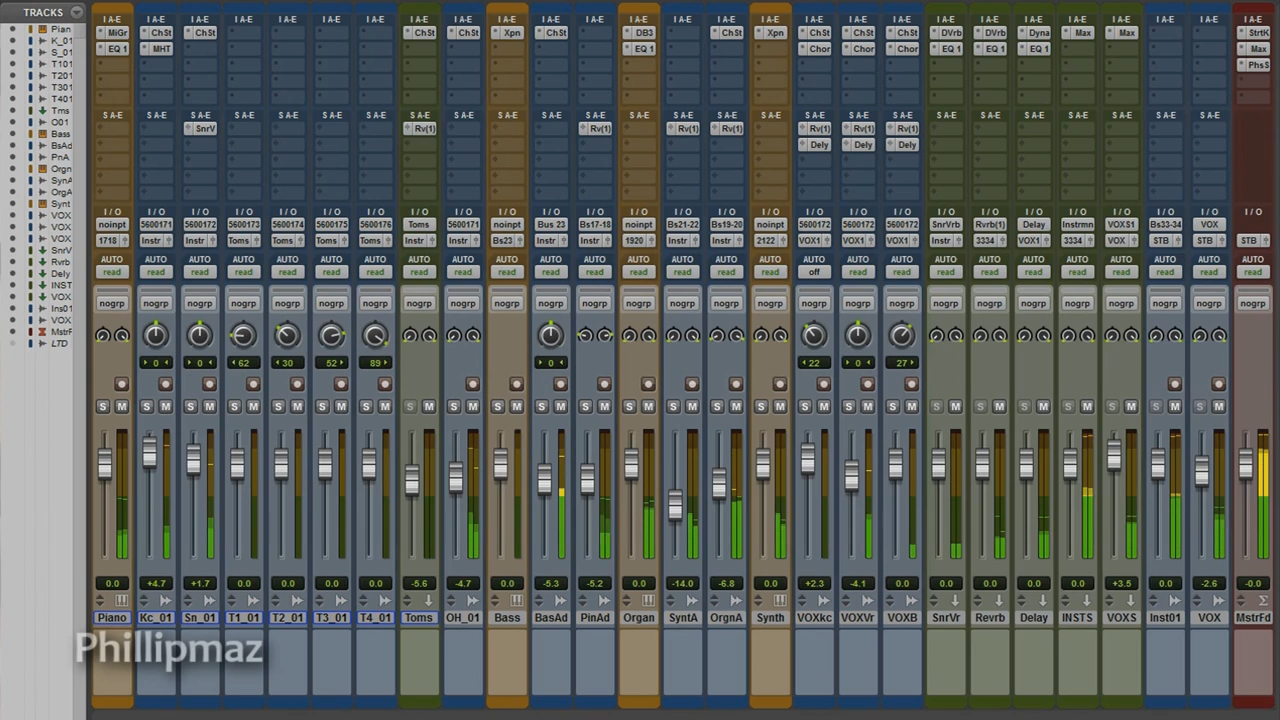 TRACKS
Pian
K_01
S_01
T101
T201
T301
T401
Tms
O01
Bass
BsAd
PnA
Orgn
SynA
OrgA
Synt
VOX
VOX
VOX
SnrV
Rvrb
Dely
INST
VOX
Ins01
VOX
MstrF
LTD
I A-E I A-E I A-E I A-E I A-E I A-E I A-E I A-E I A-E I A-E I A-E I A-E I A-E I A-E I A-E I A-E I A-E I A-E I A-E I A-E I A-E I A-E I A-E I A-E I A-E I A-E I A-E
MiGr ChSt ChSt ChSt ChSt Xpn DB3 ChSt Xpn ChSt ChSt ChSt DVrb DVrb Dyna Max Max StrtK
EQ 1 MHT EQ 1 Chor Chor Chor EQ 1 EQ 1 EQ 1 Max
PhsS
S A-E S A-E S A-E S A-E S A-E S A-E S A-E S A-E S A-E S A-E S A-E S A-E S A-E S A-E S A-E S A-E S A-E S A-E S A-E S A-E S A-E S A-E S A-E S A-E S A-E S A-E
SnrV Rv(1) Rv(1) Rv(1) Rv(1) Rv(1) Rv(1) Rv(1)
Dely Dely Dely
I / O I / O I / O I / O I / O I / O I / O I / O I / O I / O I / O I / O I / O I / O I / O I / O I / O I / O I / O I / O I / O I / O I / O I / O I / O I / O I / O
noinpt 5600171 5600172 5600173 5600174 5600175 5600176 Toms 5600171 noinpt Bus 23 Bs17-18 noinpt Bs21-22 Bs19-20 noinpt 5600172 5600172 5600172 SnrVrb Rvrb(1) Delay Instrmn VOXS1 Bs33-34 VOX
1718 Instr Instr Toms Toms Toms Toms Instr Instr Bs23 Instr Instr 1920 Instr Instr 2122 VOX1 VOX1 VOX1 Instr 3334 VOX1 3334 VOX STB STB STB
AUTO AUTO AUTO AUTO AUTO AUTO AUTO AUTO AUTO AUTO AUTO AUTO AUTO AUTO AUTO AUTO AUTO AUTO AUTO AUTO AUTO AUTO AUTO AUTO AUTO AUTO AUTO
read read read read read read read read read read read read read read read read off read read read read read read read read read read
nogrp nogrp nogrp nogrp nogrp nogrp nogrp nogrp nogrp nogrp nogrp nogrp nogrp nogrp nogrp nogrp nogrp nogrp nogrp nogrp nogrp nogrp nogrp nogrp nogrp nogrp nogrp
0 0 62 30 52 89 0 22 0 27
S M S M S M S M S M S M S M S M S M S M S M S M S M S M S M S M S M S M S M S M S M S M S M S M S M S M M
0.0 +4.7 +1.7 0.0 0.0 0.0 0.0 -5.6 -4.7 0.0 -5.3 -5.2 0.0 -14.0 -6.8 0.0 +2.3 -4.1 0.0 0.0 0.0 0.0 0.0 +3.5 0.0 -2.6 -0.0
Piano Kc_01 Sn_01 T1_01 T2_01 T3_01 T4_01 Toms OH_01 Bass BasAd PinAd Organ SyntA OrgnA Synth VOXkc VOXVr VOXB SnrVr Revrb Delay INSTS VOXS Inst01 VOX MstrFd
Phillipmaz